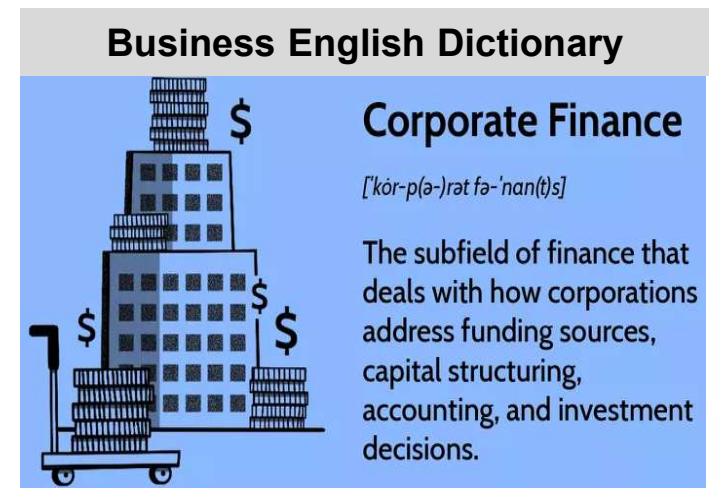 Business English Dictionary
$
Corporate Finance
['kȯr-p(ə-)rət fə-'nan(t)s]
The subfield of finance that
deals with how corporations
address funding sources,
capital structuring,
accounting, and investment
decisions.
$
$
$